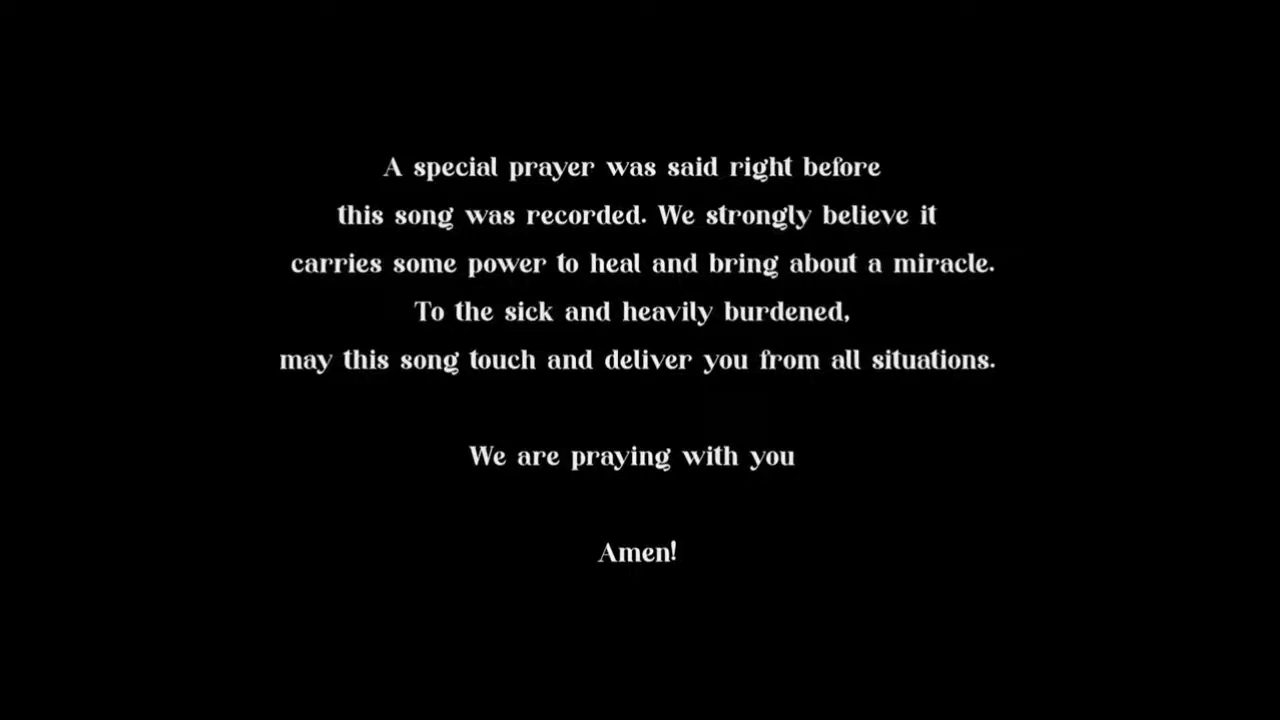 A special prayer was said right before
this song was recorded. We strongly believe it
carries some power to heal and bring about a miracle.
To the sick and heavily burdened,
may this song touch and deliver you from all situations.
We are praying with you
Amen!